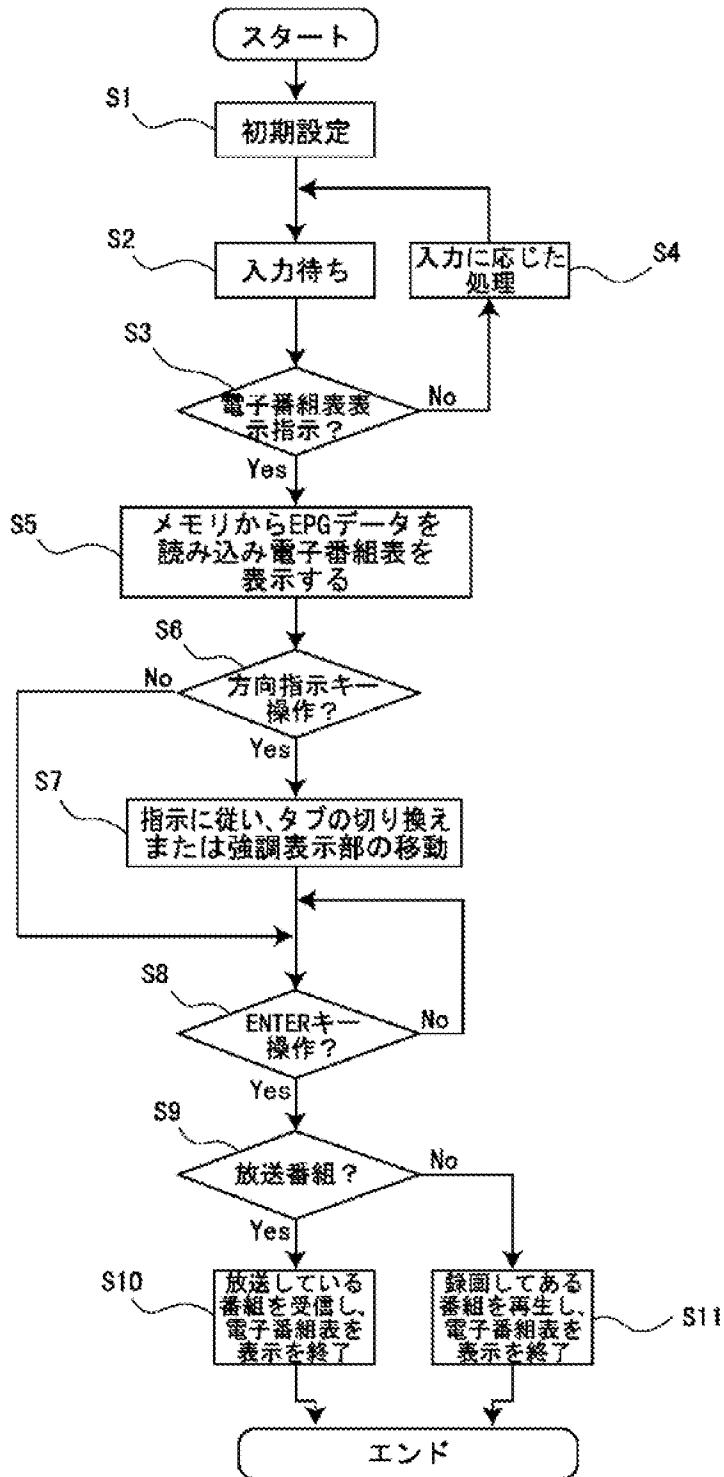 スタート
S1
初期設定
S2
入力待ち
入力に応じた
処理
S4
S3
電子番組表表
示指示？
No
Yes
S5
メモリからEPGデータを
読み込み電子番組表を
表示する
S6
No
方向指示キー
操作？
Yes
S7
指示に従い、タブの切り換え
または強調表示部の移動
S8
ENTERキー
操作？
No
Yes
S9
放送番組？
No
Yes
S10
放送している
番組を受信し、
電子番組表を
表示を終了
録画してある
番組を再生し、
電子番組表を
表示を終了
S11
エンド